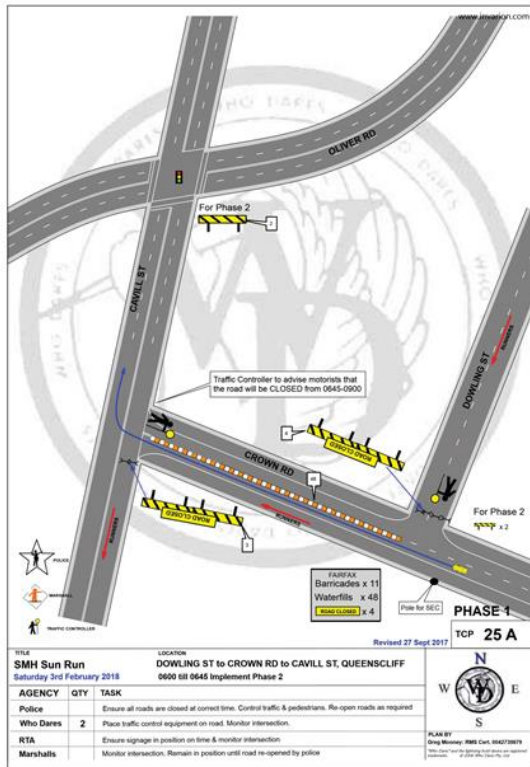 www.invarion.com
OLIVER RD
For Phase 2
2
CAVILL ST
DOWLING ST
RUNNERS
Traffic Controller to advise motorists that
the road will be CLOSED from 0645-0900
4
ROAD CLOSED
CROWN RD
48
RUNNERS
ROAD CLOSED
3
RUNNERS
For Phase 2
x 2
POLICE
MARSHALL
TRAFFIC CONTROLLER
FAIRFAX
Barricades x 11
Waterfills x 48
ROAD CLOSED x 4
Pole for SEC
PHASE 1
Revised 27 Sept 2017
TCP 25 A
TITLE
SMH Sun Run
Saturday 3rd February 2018
LOCATION
DOWLING ST to CROWN RD to CAVILL ST, QUEENSCLIFF
0600 till 0645 Implement Phase 2
AGENCY QTY TASK
Police Ensure all roads are closed at correct time. Control traffic & pedestrians. Re-open roads as required
Who Dares 2 Place traffic control equipment on road. Monitor intersection.
RTA Ensure signage in position on time & monitor intersection
Marshalls Monitor intersection. Remain in position until road re-opened by police
N
W E
S
PLAN BY
Greg Mooney: RMS Cert. 0042739879
WHO DARES